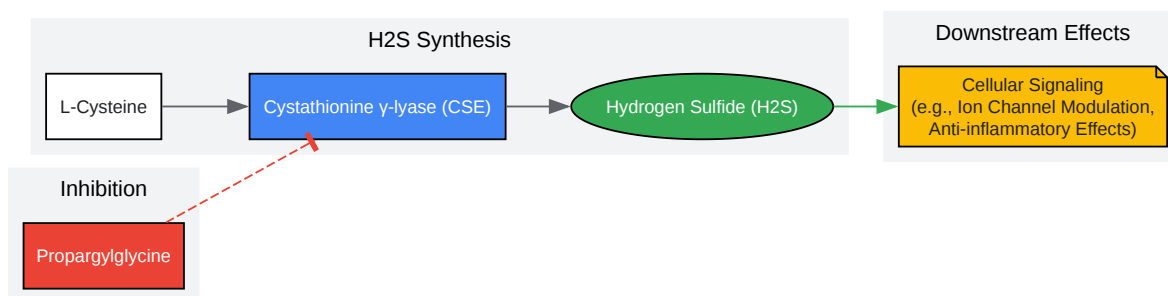 H2S Synthesis
Downstream Effects
L-Cysteine
Cystathionine γ-lyase (CSE)
Hydrogen Sulfide (H2S)
Cellular Signaling
(e.g., Ion Channel Modulation,
Anti-inflammatory Effects)
Inhibition
Propargylglycine